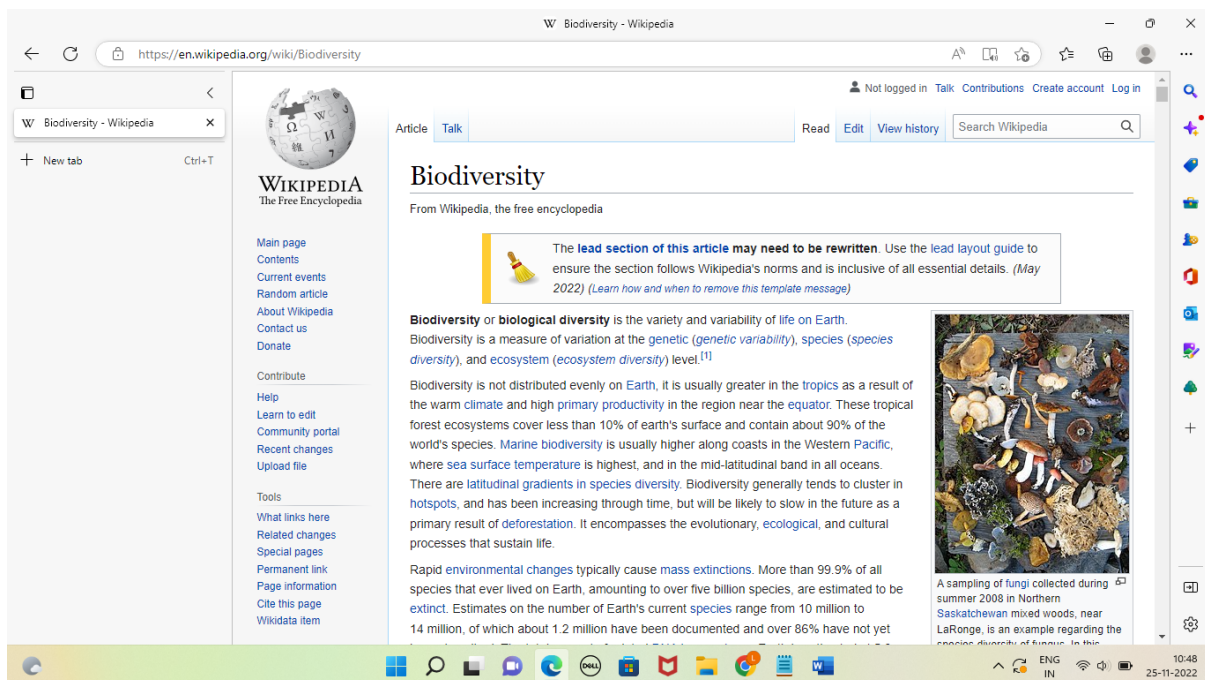 W Biodiversity - Wikipedia
https://en.wikipedia.org/wiki/Biodiversity
W Biodiversity - Wikipedia
New tab Ctrl+T
Ω W И 維 7
WIKIPEDIA
The Free Encyclopedia
Main page
Contents
Current events
Random article
About Wikipedia
Contact us
Donate
Contribute
Help
Learn to edit
Community portal
Recent changes
Upload file
Tools
What links here
Related changes
Special pages
Permanent link
Page information
Cite this page
Wikidata item
Not logged in Talk Contributions Create account Log in
Article Talk Read Edit View history Search Wikipedia
Biodiversity
From Wikipedia, the free encyclopedia
The lead section of this article may need to be rewritten. Use the lead layout guide to
ensure the section follows Wikipedia's norms and is inclusive of all essential details. (May
2022) (Learn how and when to remove this template message)
Biodiversity or biological diversity is the variety and variability of life on Earth.
Biodiversity is a measure of variation at the genetic (genetic variability), species (species
diversity), and ecosystem (ecosystem diversity) level.[1]
Biodiversity is not distributed evenly on Earth, it is usually greater in the tropics as a result of
the warm climate and high primary productivity in the region near the equator. These tropical
forest ecosystems cover less than 10% of earth's surface and contain about 90% of the
world's species. Marine biodiversity is usually higher along coasts in the Western Pacific,
where sea surface temperature is highest, and in the mid-latitudinal band in all oceans.
There are latitudinal gradients in species diversity. Biodiversity generally tends to cluster in
hotspots, and has been increasing through time, but will be likely to slow in the future as a
primary result of deforestation. It encompasses the evolutionary, ecological, and cultural
processes that sustain life.
Rapid environmental changes typically cause mass extinctions. More than 99.9% of all
species that ever lived on Earth, amounting to over five billion species, are estimated to be
extinct. Estimates on the number of Earth's current species range from 10 million to
14 million, of which about 1.2 million have been documented and over 86% have not yet
A sampling of fungi collected during
summer 2008 in Northern
Saskatchewan mixed woods, near
LaRonge, is an example regarding the
species diversity of fungus. In this
DELL
ENG
IN
10:48
25-11-2022